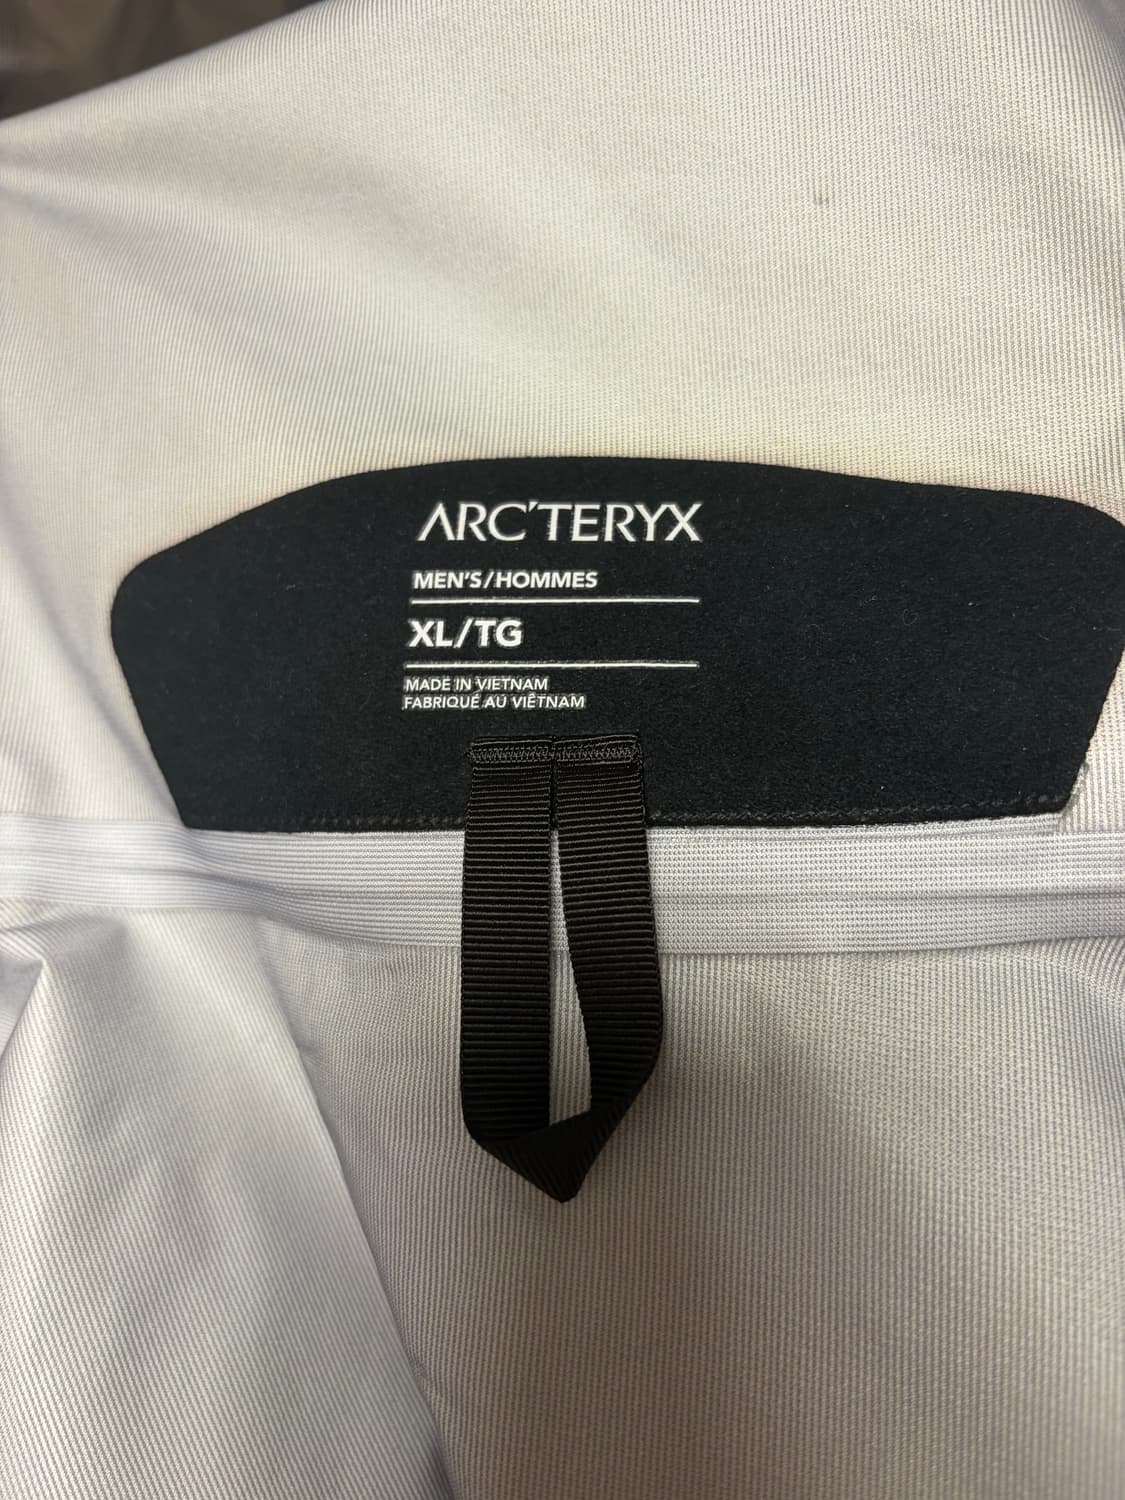 ARC'TERYX
MEN'S/HOMMES
XL/TG
MADE IN VIETNAM
FABRIQUÉ AU VIÊTNAM